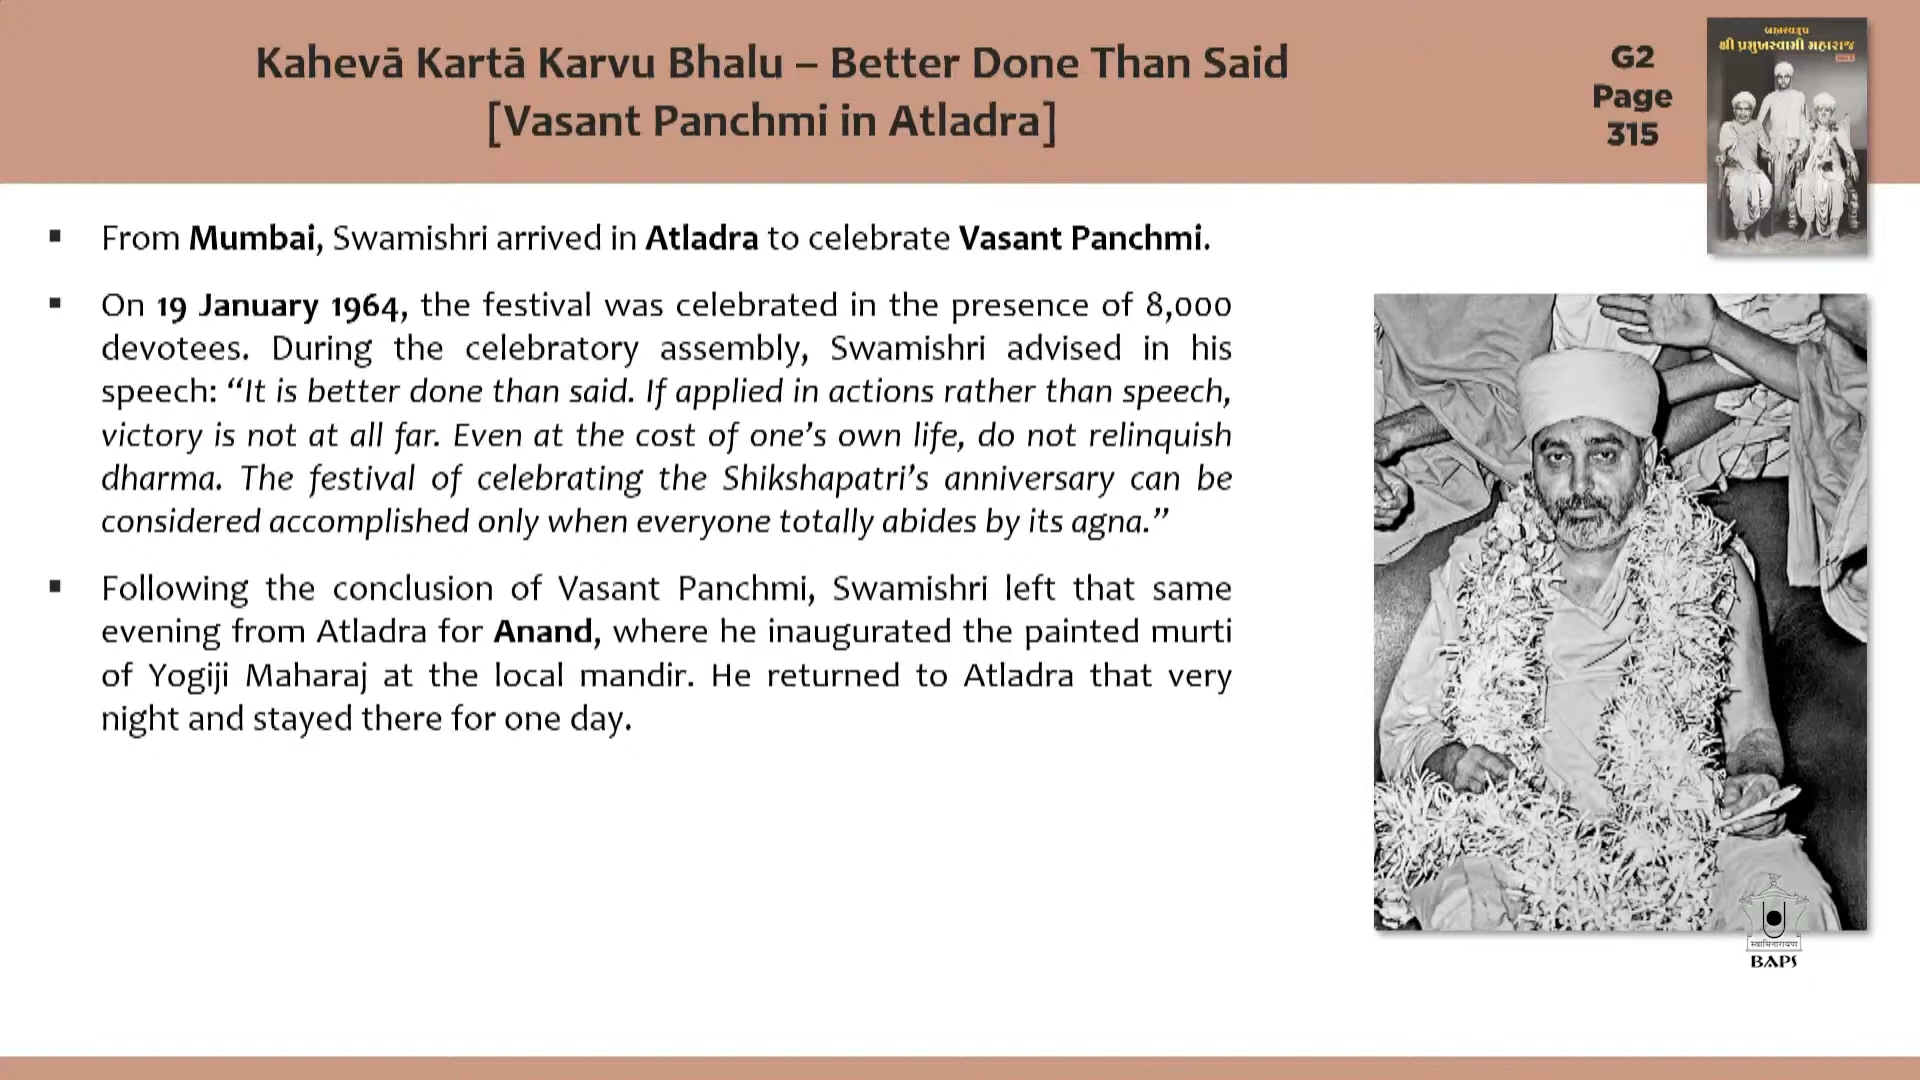 Kahevā Kartā Karvu Bhalu – Better Done Than Said
[Vasant Panchmi in Atladra]
G2
Page
315
બ્રહ્મસ્વરૂપ
શ્રી પ્રમુખસ્વામી મહારાજ
▪ From Mumbai, Swamishri arrived in Atladra to celebrate Vasant Panchmi.
▪ On 19 January 1964, the festival was celebrated in the presence of 8,000
devotees. During the celebratory assembly, Swamishri advised in his
speech: “It is better done than said. If applied in actions rather than speech,
victory is not at all far. Even at the cost of one’s own life, do not relinquish
dharma. The festival of celebrating the Shikshapatri’s anniversary can be
considered accomplished only when everyone totally abides by its agna.”
▪ Following the conclusion of Vasant Panchmi, Swamishri left that same
evening from Atladra for Anand, where he inaugurated the painted murti
of Yogiji Maharaj at the local mandir. He returned to Atladra that very
night and stayed there for one day.
स्वामिनारायण
BAPS